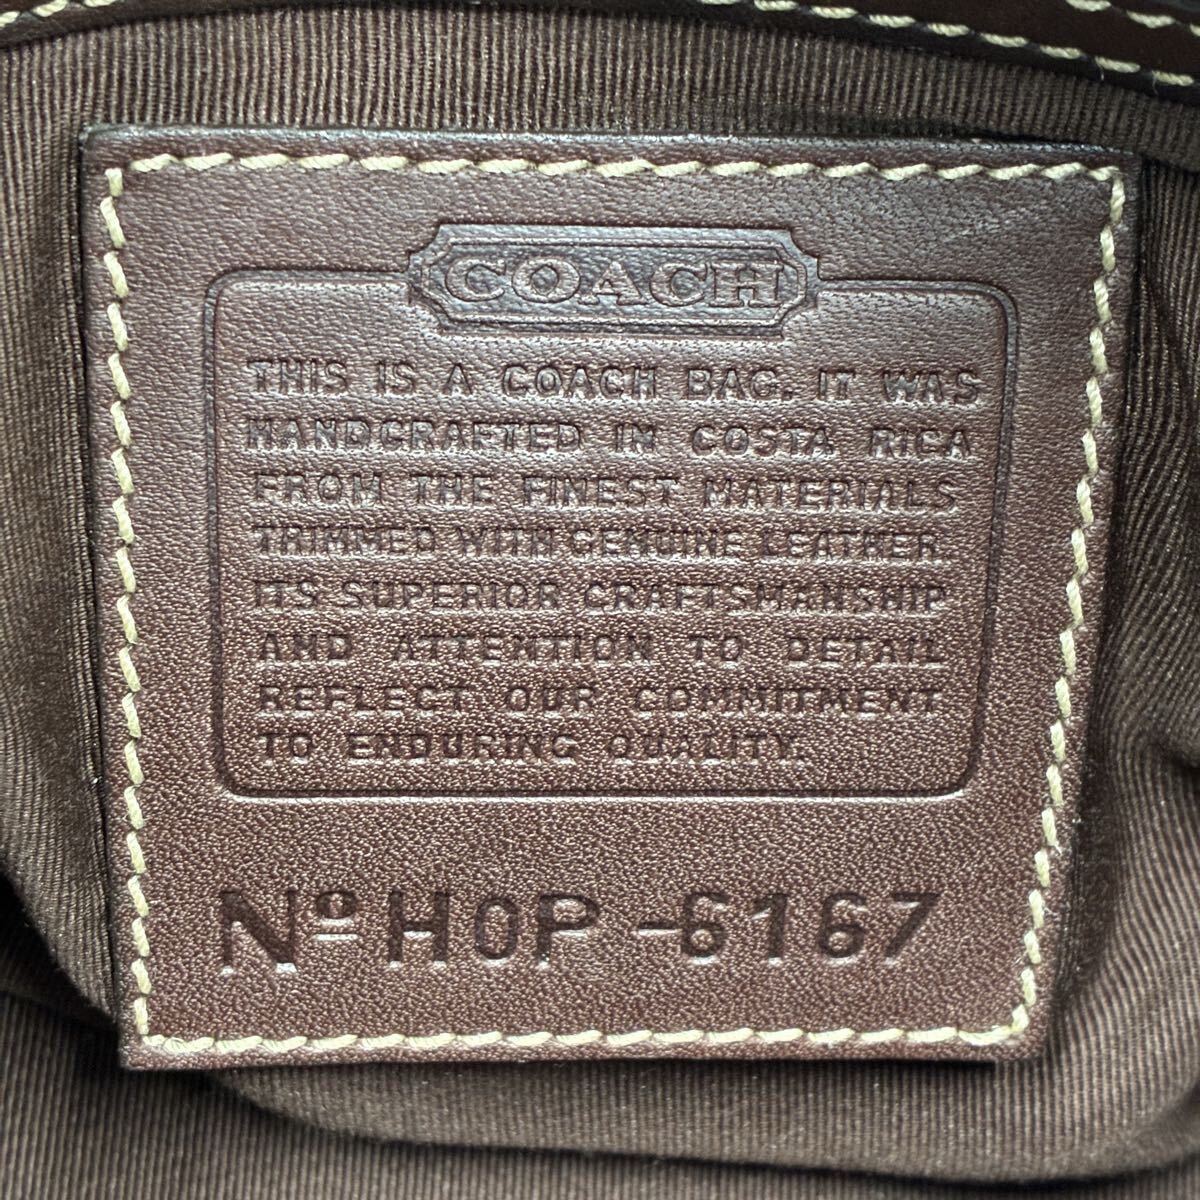 COACH
THIS IS A COACH BAG. IT WAS
HANDCRAFTED IN COSTA RICA
FROM THE FINEST MATERIALS
TRIMMED WITH GENUINE LEATHER.
ITS SUPERIOR CRAFTSMANSHIP
AND ATTENTION TO DETAIL
REFLECT OUR COMMITMENT
TO ENDURING QUALITY.
Nº H0P-6167